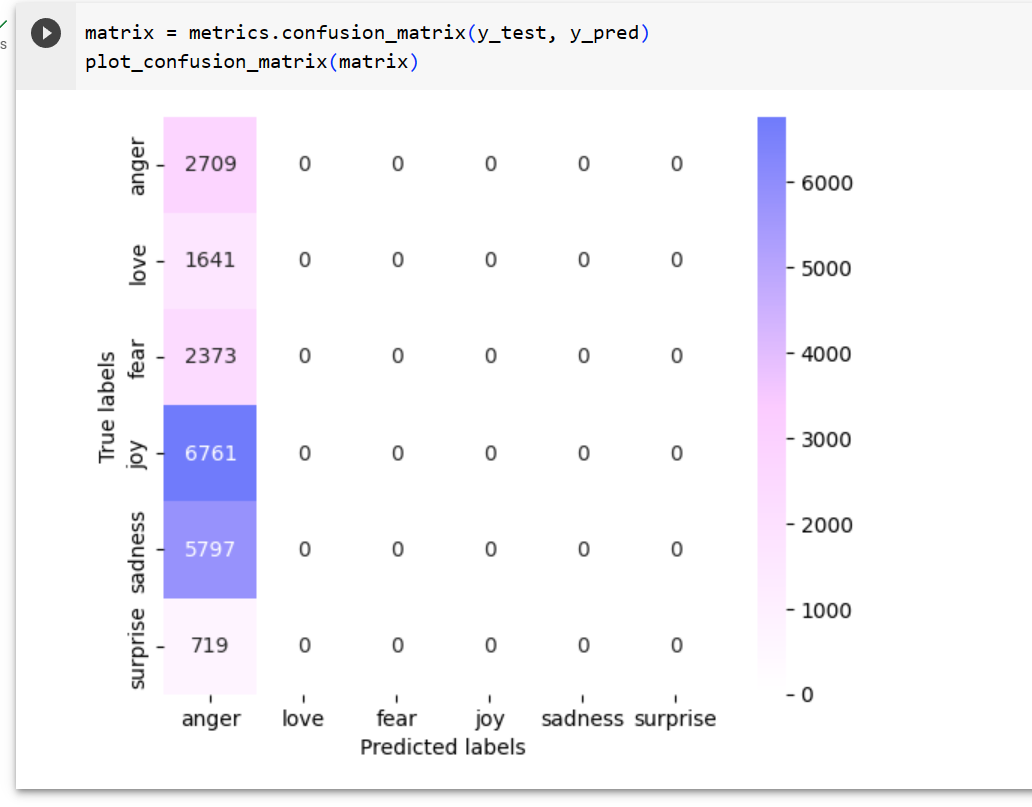 matrix = metrics.confusion_matrix(y_test, y_pred)
plot_confusion_matrix(matrix)
s
True labels
anger 2709 0 0 0 0 0
love 1641 0 0 0 0 0
fear 2373 0 0 0 0 0
joy 6761 0 0 0 0 0
sadness 5797 0 0 0 0 0
surprise 719 0 0 0 0 0
anger love fear joy sadness surprise
Predicted labels
6000
5000
4000
3000
2000
1000
0